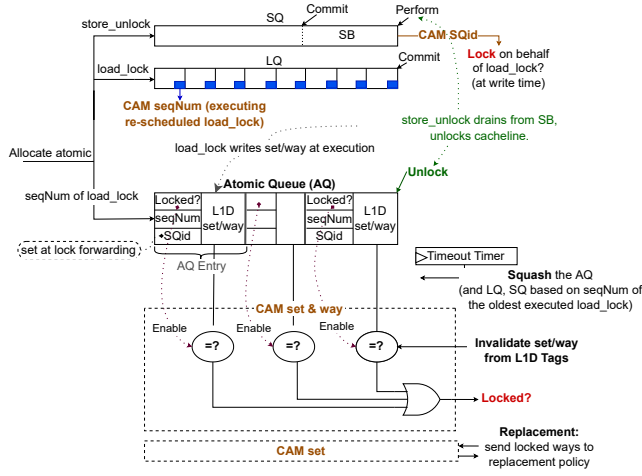 SQ
Commit
Perform
store_unlock
SB
CAM SQid
Lock on behalf
of load_lock?
(at write time)
LQ
Commit
load_lock
CAM seqNum (executing
re-scheduled load_lock)
store_unlock drains from SB,
unlocks cacheline.
load_lock writes set/way at execution
Allocate atomic
Unlock
seqNum of load_lock
Atomic Queue (AQ)
Locked?
seqNum
SQid
L1D
set/way
Locked?
seqNum
SQid
L1D
set/way
set at lock forwarding
AQ Entry
Timeout Timer
Squash the AQ
(and LQ, SQ based on seqNum of
the oldest executed load_lock)
CAM set & way
Enable
Enable
Enable
=?
=?
=?
Invalidate set/way
from L1D Tags
Locked?
CAM set
Replacement:
send locked ways to
replacement policy